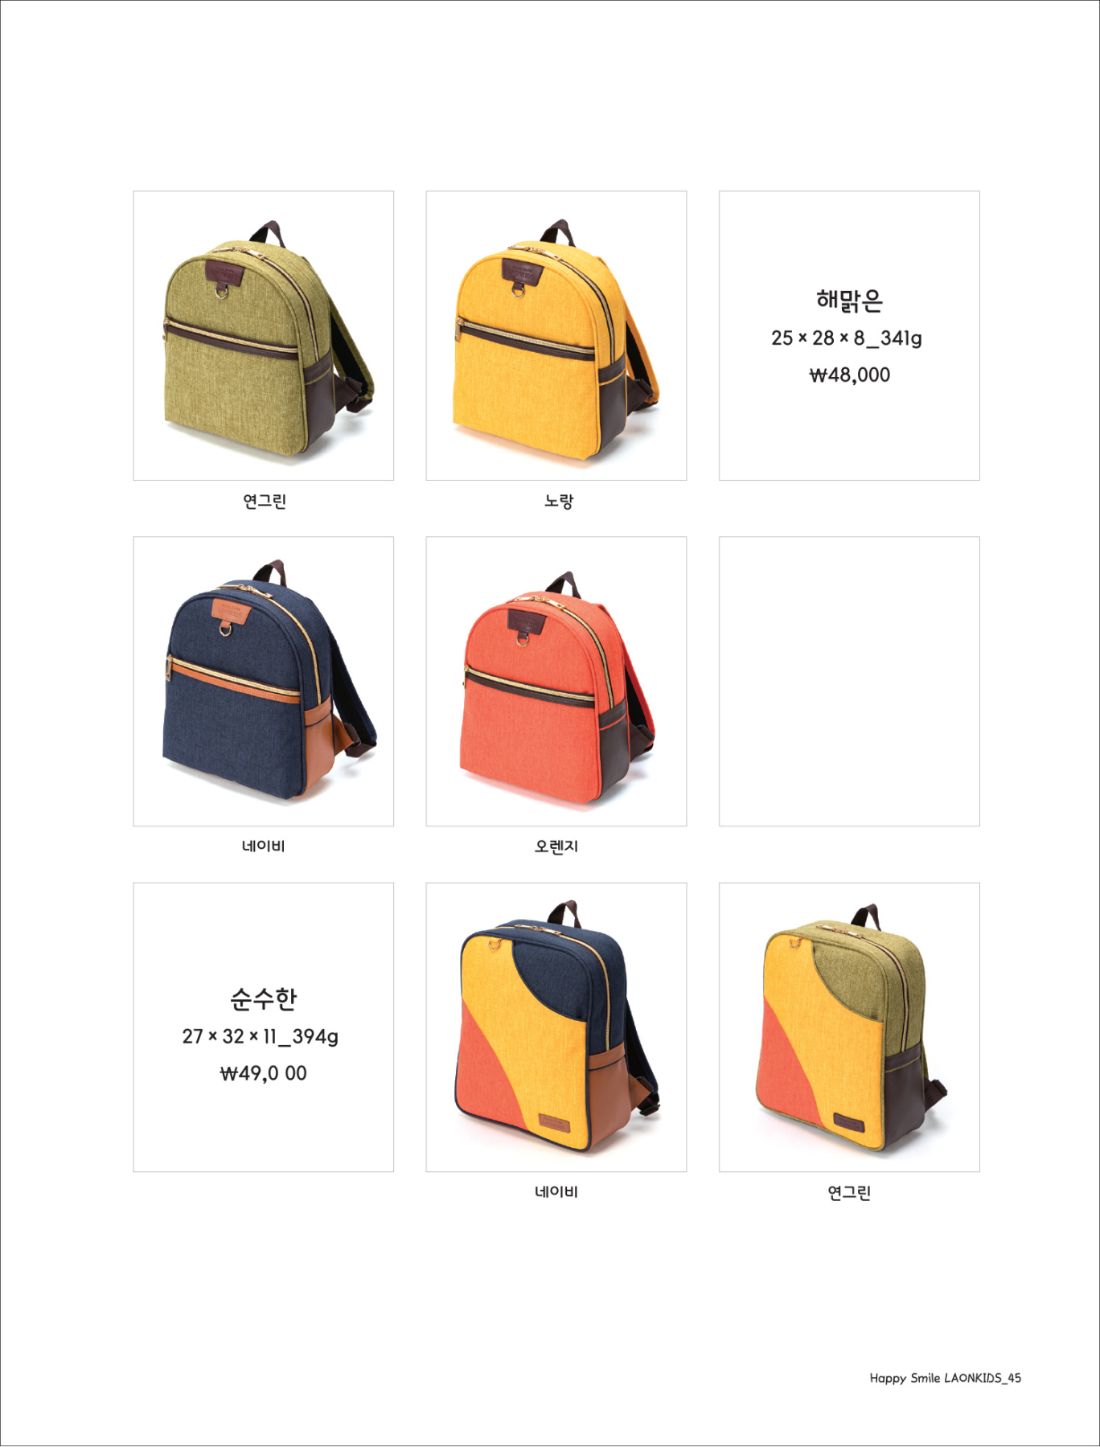 해맑은
25 × 28 × 8_341g
₩48,000
연그린
노랑
네이비
오렌지
순수한
27 × 32 × 11_394g
₩49,0 00
네이비
연그린
Happy Smile LAONKIDS_45